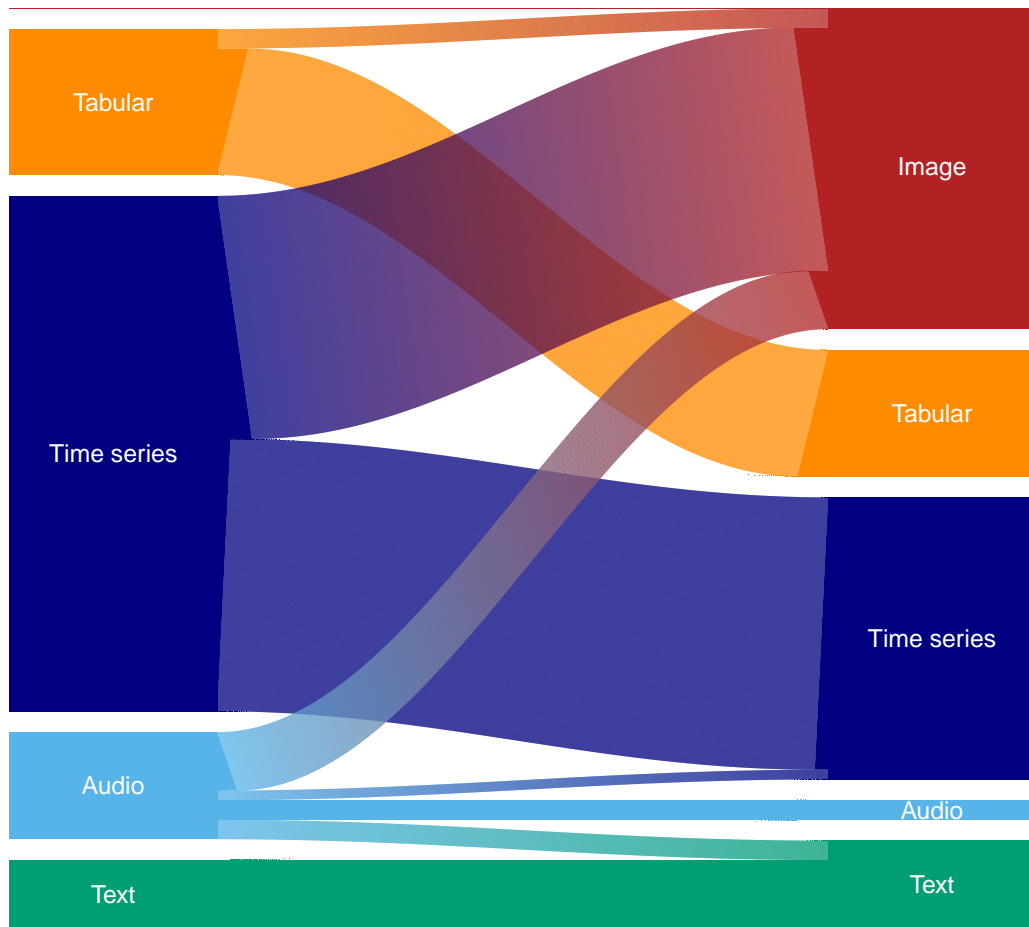 Tabular
Time series
Audio
Text
Image
Tabular
Time series
Audio
Text